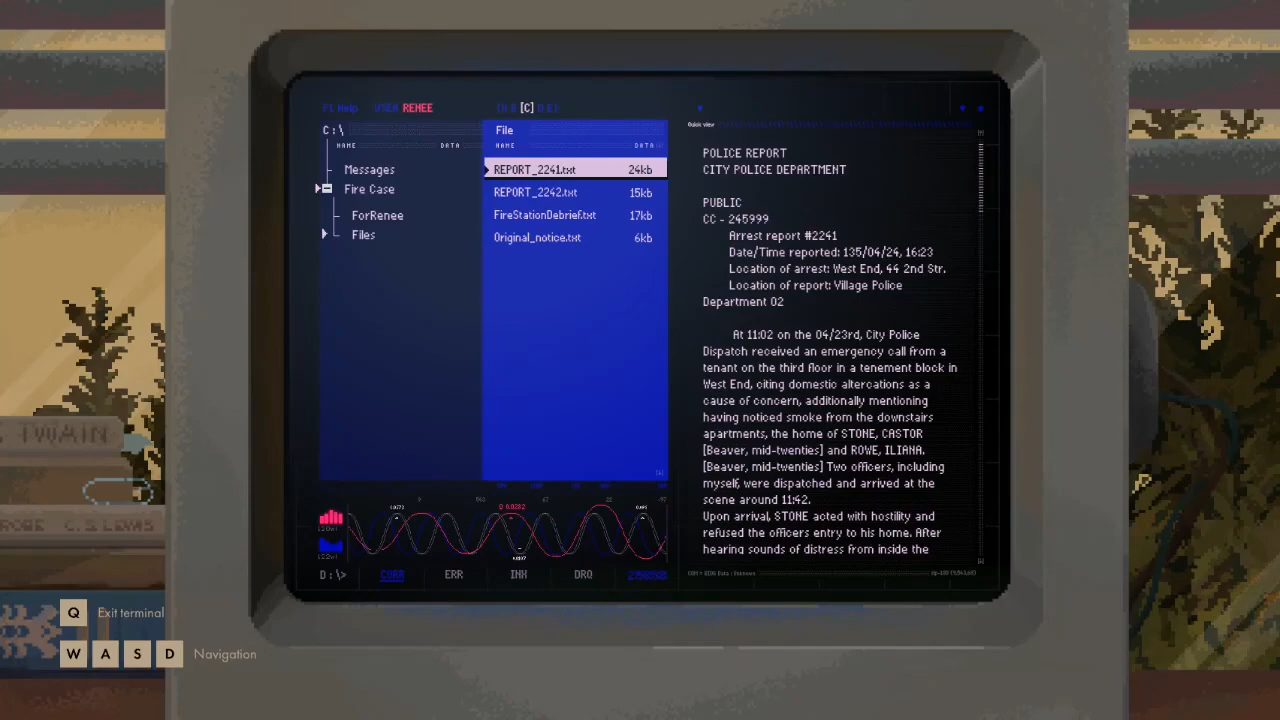 F1 Help USER RENEE
[C]
C:\
NAME DATA
Messages
Fire Case
ForRenee
Files
File
NAME DATA
REPORT_2241.txt 24kb
REPORT_2242.txt 15kb
FireStationDebrief.txt 17kb
Original_notice.txt 6kb
Quick view
POLICE REPORT
CITY POLICE DEPARTMENT
PUBLIC
CC - 245999
Arrest report #2241
Date/Time reported: 135/04/24, 16:23
Location of arrest: West End, 44 2nd Str.
Location of report: Village Police
Department 02
At 11:02 on the 04/23rd, City Police
Dispatch received an emergency call from a
tenant on the third floor in a tenement block in
West End, citing domestic altercations as a
cause of concern, additionally mentioning
having noticed smoke from the downstairs
apartments, the home of STONE, CASTOR
[Beaver, mid-twenties] and ROWE, ILIANA.
[Beaver, mid-twenties] Two officers, including
myself, were dispatched and arrived at the
scene around 11:42.
Upon arrival, STONE acted with hostility and
refused the officers entry to his home. After
hearing sounds of distress from inside the
D:\> CORR ERR INX DRQ
TWAIN
C.S. LEWIS
Q Exit terminal
W A S D Navigation